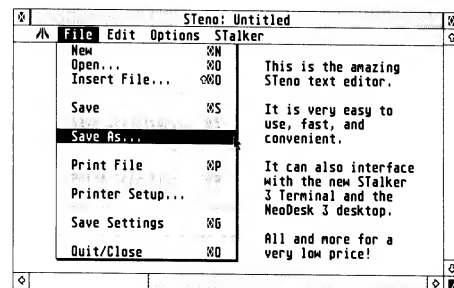 STeno: Untitled
File Edit Options STalker
New ⌘N
Open... ⌘O
Insert File... ⇧⌘O
Save ⌘S
Save As...
Print File ⌘P
Printer Setup...
Save Settings ⌘G
Quit/Close ⌘Q
This is the amazing
STeno text editor.
It is very easy to
use, fast, and
convenient.
It can also interface
with the new STalker
3 Terminal and the
NeoDesk 3 desktop.
All and more for a
very low price!